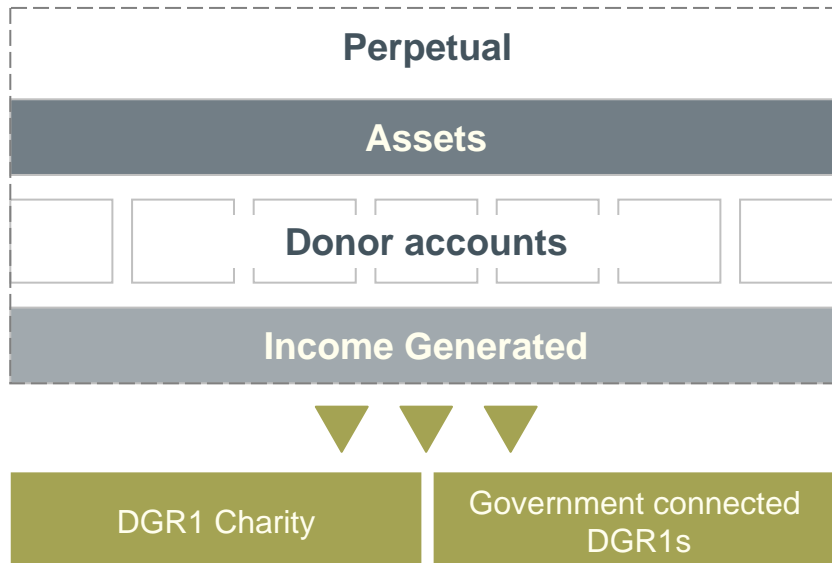 Perpetual
Assets
Donor accounts
Income Generated
DGR1 Charity
Government connected
DGR1s